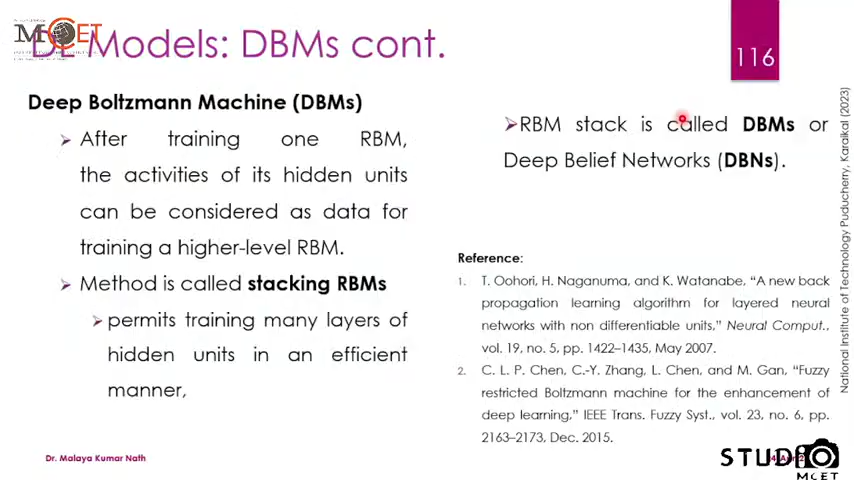 MCET
DL Models: DBMs cont.
116
Deep Boltzmann Machine (DBMs)
➢ After training one RBM,
the activities of its hidden units
can be considered as data for
training a higher-level RBM.
➢ Method is called stacking RBMs
➢permits training many layers of
hidden units in an efficient
manner,
➢RBM stack is called DBMs or
Deep Belief Networks (DBNs).
Reference:
1. T. Oohori, H. Naganuma, and K. Watanabe, "A new back
propagation learning algorithm for layered neural
networks with non differentiable units," Neural Comput.,
vol. 19, no. 5, pp. 1422–1435, May 2007.
2. C. L. P. Chen, C.-Y. Zhang, L. Chen, and M. Gan, "Fuzzy
restricted Boltzmann machine for the enhancement of
deep learning," IEEE Trans. Fuzzy Syst., vol. 23, no. 6, pp.
2163–2173, Dec. 2015.
National Institute of Technology Puducherry, Karaikal (2023)
Dr. Malaya Kumar Nath
STUDIO
MCET